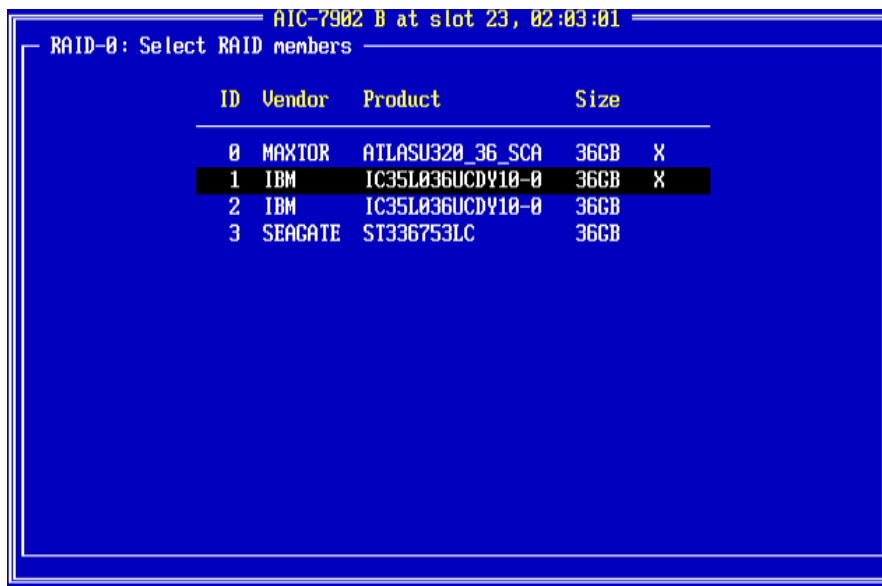 AIC-7902 B at slot 23, 02:03:01
RAID-0: Select RAID members
ID Vendor Product Size
0 MAXTOR ATLASU320_36_SCA 36GB X
1 IBM IC35L036UCDY10-0 36GB X
2 IBM IC35L036UCDY10-0 36GB
3 SEAGATE ST336753LC 36GB